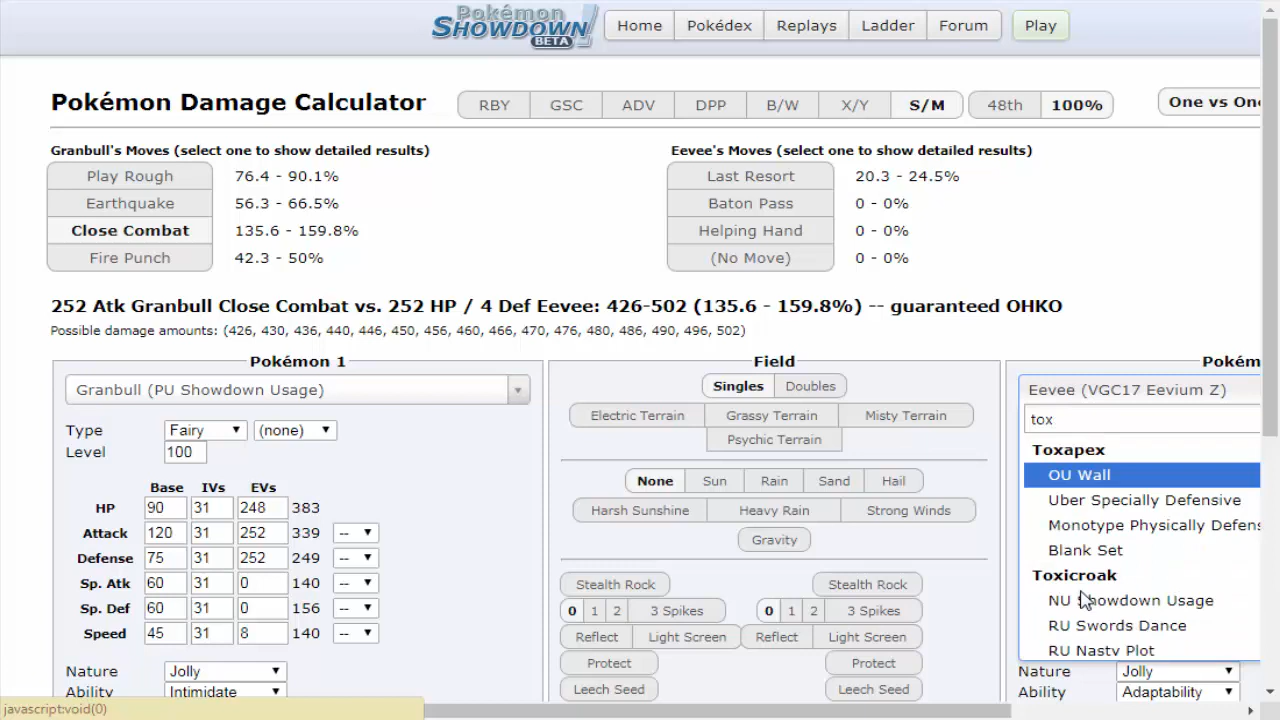 Pokémon
SHOWDOWN
BETA
Home Pokédex Replays Ladder Forum Play
Pokémon Damage Calculator RBY GSC ADV DPP B/W X/Y S/M 48th 100% One vs One
Granbull's Moves (select one to show detailed results) Eevee's Moves (select one to show detailed results)
Play Rough 76.4 - 90.1% Last Resort 20.3 - 24.5%
Earthquake 56.3 - 66.5% Baton Pass 0 - 0%
Close Combat 135.6 - 159.8% Helping Hand 0 - 0%
Fire Punch 42.3 - 50% (No Move) 0 - 0%
252 Atk Granbull Close Combat vs. 252 HP / 4 Def Eevee: 426-502 (135.6 - 159.8%) -- guaranteed OHKO
Possible damage amounts: (426, 430, 436, 440, 446, 450, 456, 460, 466, 470, 476, 480, 486, 490, 496, 502)
Pokémon 1
Granbull (PU Showdown Usage)
Type Fairy (none)
Level 100
Base IVs EVs
HP 90 31 248 383
Attack 120 31 252 339 --
Defense 75 31 252 249 --
Sp. Atk 60 31 0 140 --
Sp. Def 60 31 0 156 --
Speed 45 31 8 140 --
Nature Jolly
Ability Intimidate
Field
Singles Doubles
Electric Terrain Grassy Terrain Misty Terrain
Psychic Terrain
None Sun Rain Sand Hail
Harsh Sunshine Heavy Rain Strong Winds
Gravity
Stealth Rock Stealth Rock
0 1 2 3 Spikes 0 1 2 3 Spikes
Reflect Light Screen Reflect Light Screen
Protect Protect
Leech Seed Leech Seed
Pokém
Eevee (VGC17 Eevium Z)
tox
Toxapex
OU Wall
Uber Specially Defensive
Monotype Physically Defens
Blank Set
Toxicroak
NU Showdown Usage
RU Swords Dance
RU Nasty Plot
Nature Jolly
Ability Adaptability
javascript:void(0)